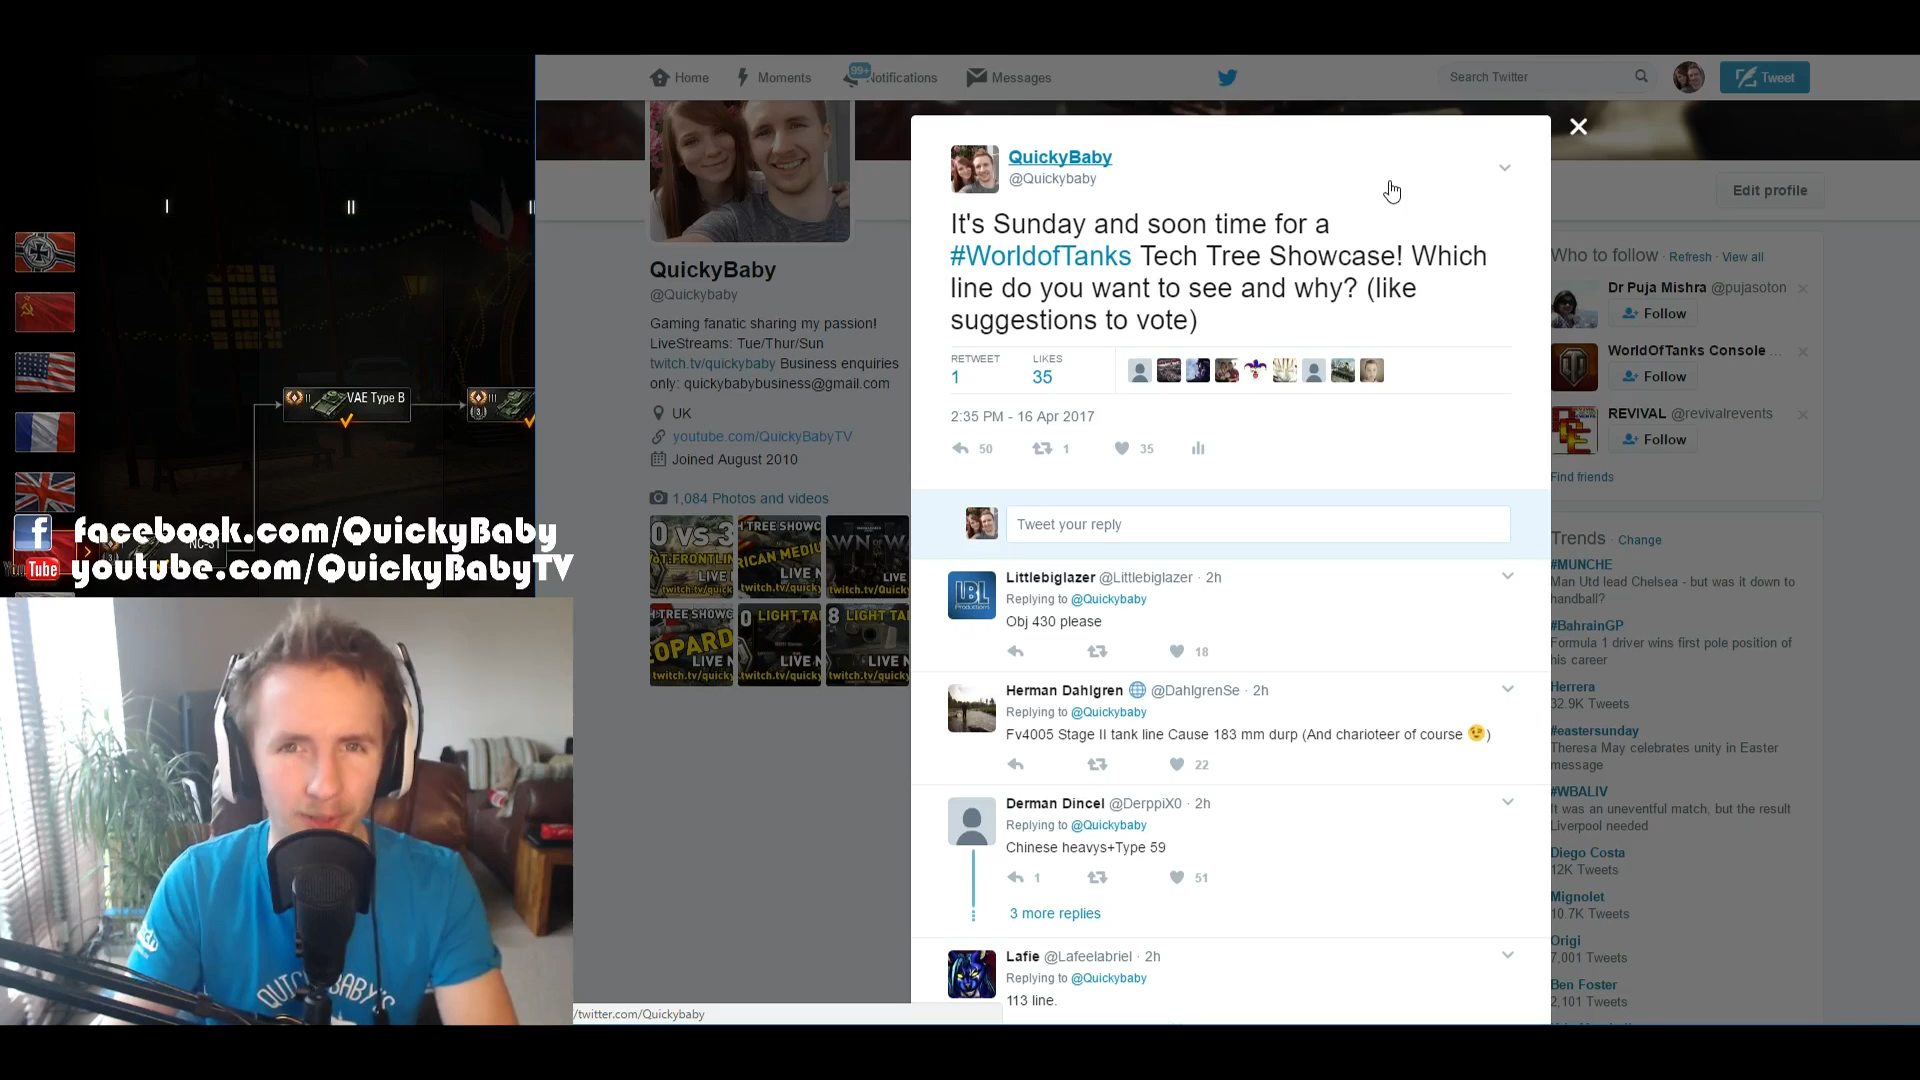 Home
Moments
99+
Notifications
Messages
Search Twitter
Tweet
Edit profile
I
II
VAE Type B
II
III
NC-31
facebook.com/QuickyBaby
youtube.com/QuickyBabyTV
QuickyBaby
@Quickybaby
Gaming fanatic sharing my passion!
LiveStreams: Tue/Thur/Sun
twitch.tv/quickybaby Business enquiries
only: quickybabybusiness@gmail.com
UK
youtube.com/QuickyBabyTV
Joined August 2010
1,084 Photos and videos
QuickyBaby
@Quickybaby
It's Sunday and soon time for a
#WorldofTanks Tech Tree Showcase! Which
line do you want to see and why? (like
suggestions to vote)
RETWEET
1
LIKES
35
2:35 PM - 16 Apr 2017
50
1
35
Tweet your reply
Littlebiglazer @Littlebiglazer · 2h
Replying to @Quickybaby
Obj 430 please
18
Herman Dahlgren @DahlgrenSe · 2h
Replying to @Quickybaby
Fv4005 Stage II tank line Cause 183 mm durp (And charioteer of course 😉)
22
Derman Dincel @DerppiX0 · 2h
Replying to @Quickybaby
Chinese heavys+Type 59
1
51
3 more replies
Lafie @Lafeelabriel · 2h
Replying to @Quickybaby
113 line.
/twitter.com/Quickybaby
Who to follow · Refresh · View all
Dr Puja Mishra @pujasoton
Follow
WorldOfTanks Console ...
Follow
REVIVAL @revivalrevents
Follow
Find friends
Trends · Change
#MUNCHE
Man Utd lead Chelsea - but was it down to
handball?
#BahrainGP
Formula 1 driver wins first pole position of
his career
Herrera
32.9K Tweets
#eastersunday
Theresa May celebrates unity in Easter
message
#WBALIV
It was an uneventful match, but the result
Liverpool needed
Diego Costa
12K Tweets
Mignolet
10.7K Tweets
Origi
7,001 Tweets
Ben Foster
2,101 Tweets